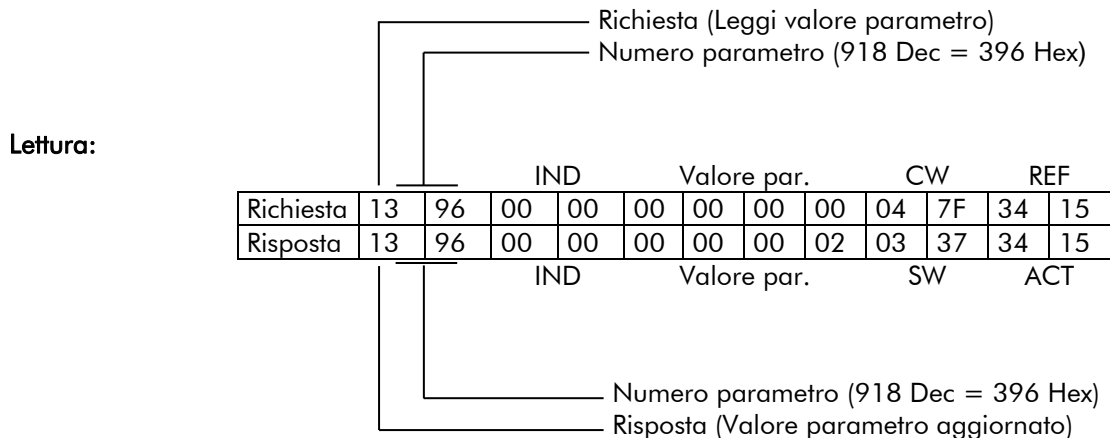 Richiesta (Leggi valore parametro)
Numero parametro (918 Dec = 396 Hex)
Lettura:
IND Valore par. CW REF
Richiesta 13 96 00 00 00 00 00 00 04 7F 34 15
Risposta 13 96 00 00 00 00 00 02 03 37 34 15
IND Valore par. SW ACT
Numero parametro (918 Dec = 396 Hex)
Risposta (Valore parametro aggiornato)